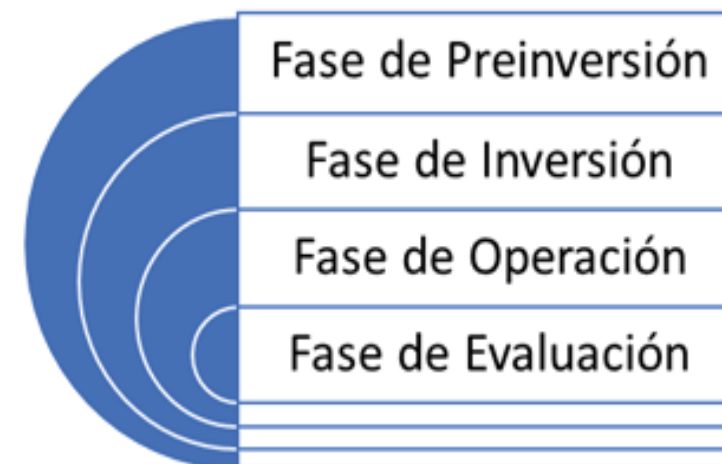 Fase de Preinversión
Fase de Inversión
Fase de Operación
Fase de Evaluación